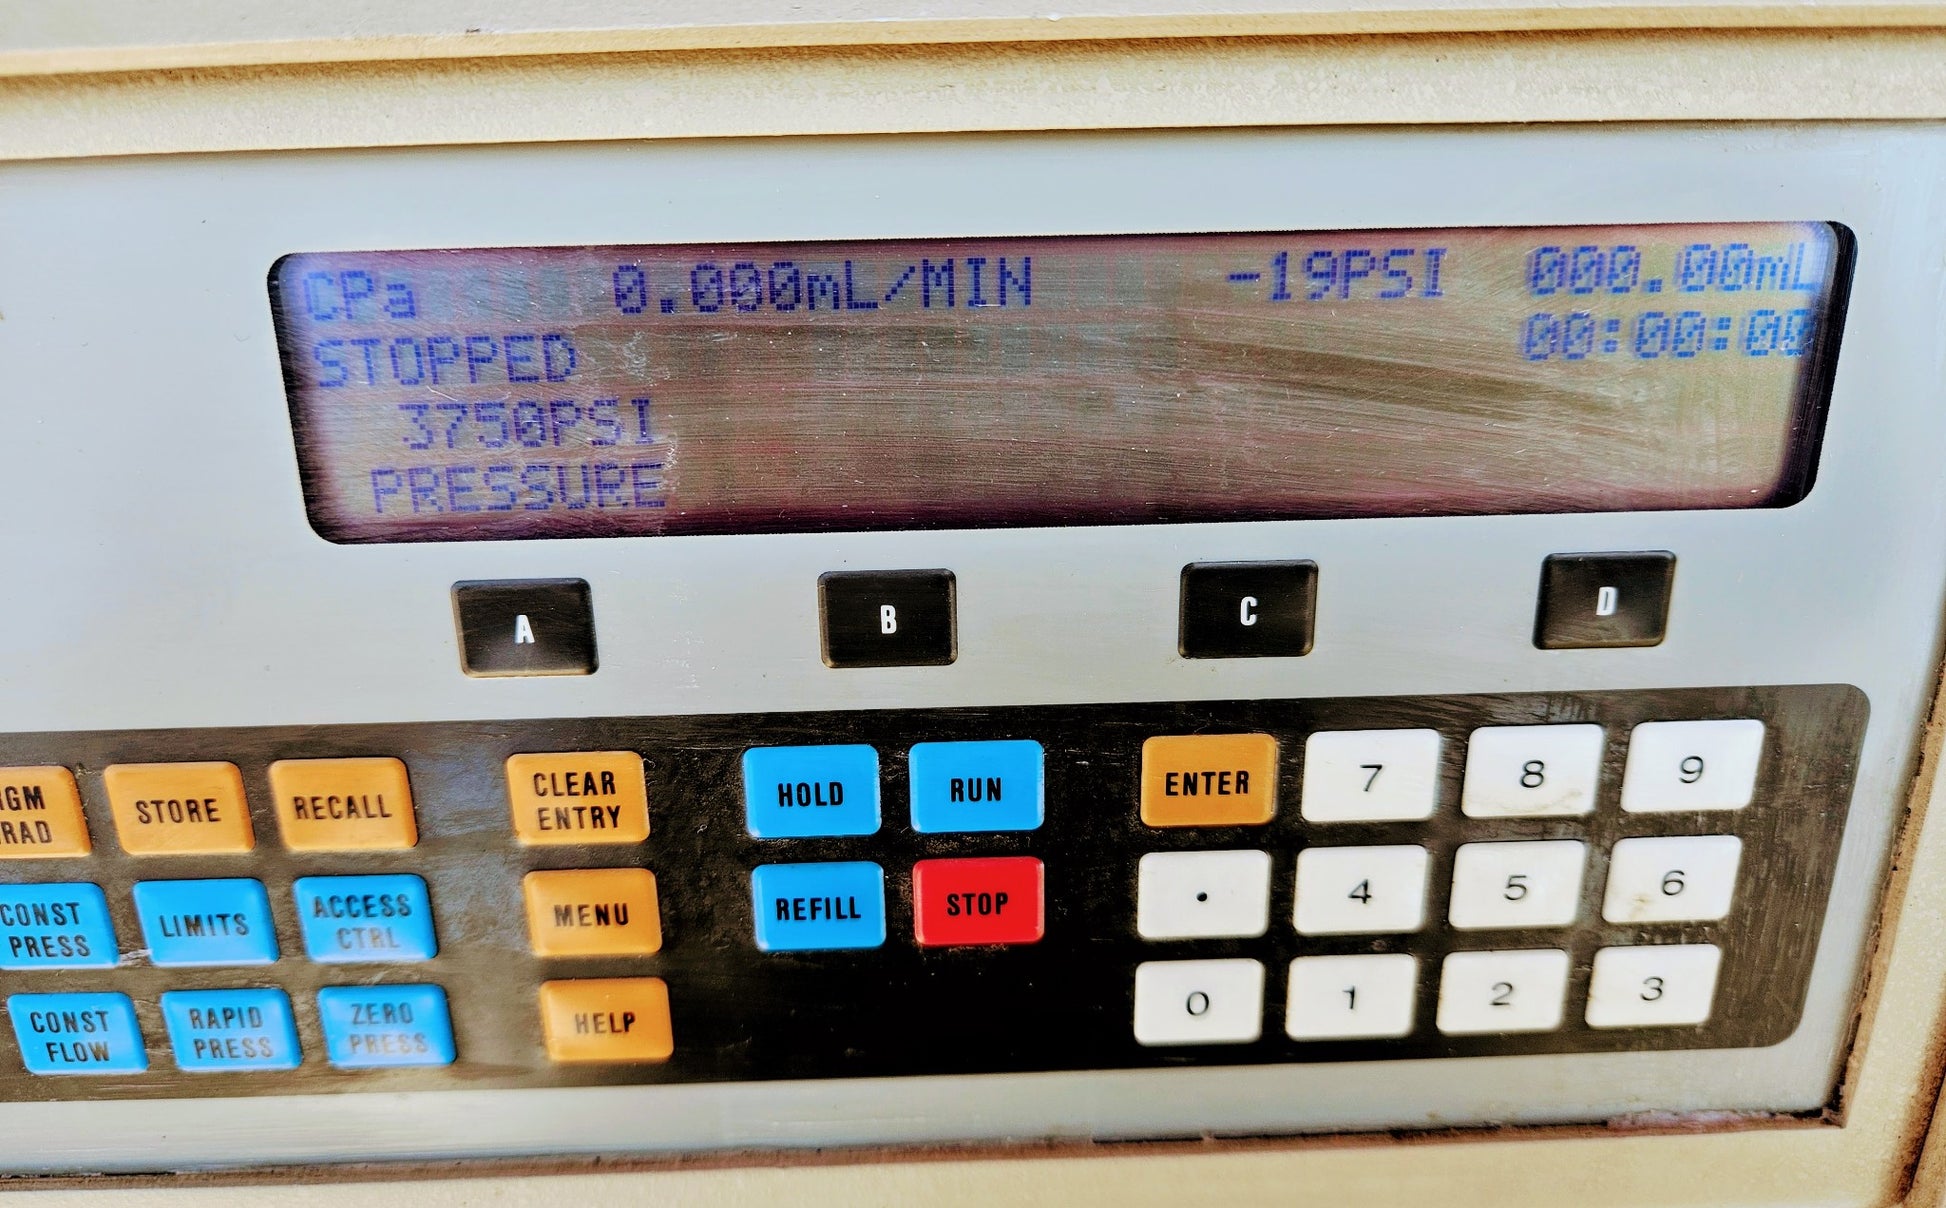 CPa 0.000mL/MIN -19PSI 000.00mL
STOPPED 00:00:00
3750PSI
PRESSURE
A B C D
STORE
RECALL
CLEAR
ENTRY
HOLD
RUN
ENTER
7
8
9
CONST
PRESS
LIMITS
ACCESS
CTRL
MENU
REFILL
STOP
.
4
5
6
CONST
FLOW
RAPID
PRESS
ZERO
PRESS
HELP
0
1
2
3